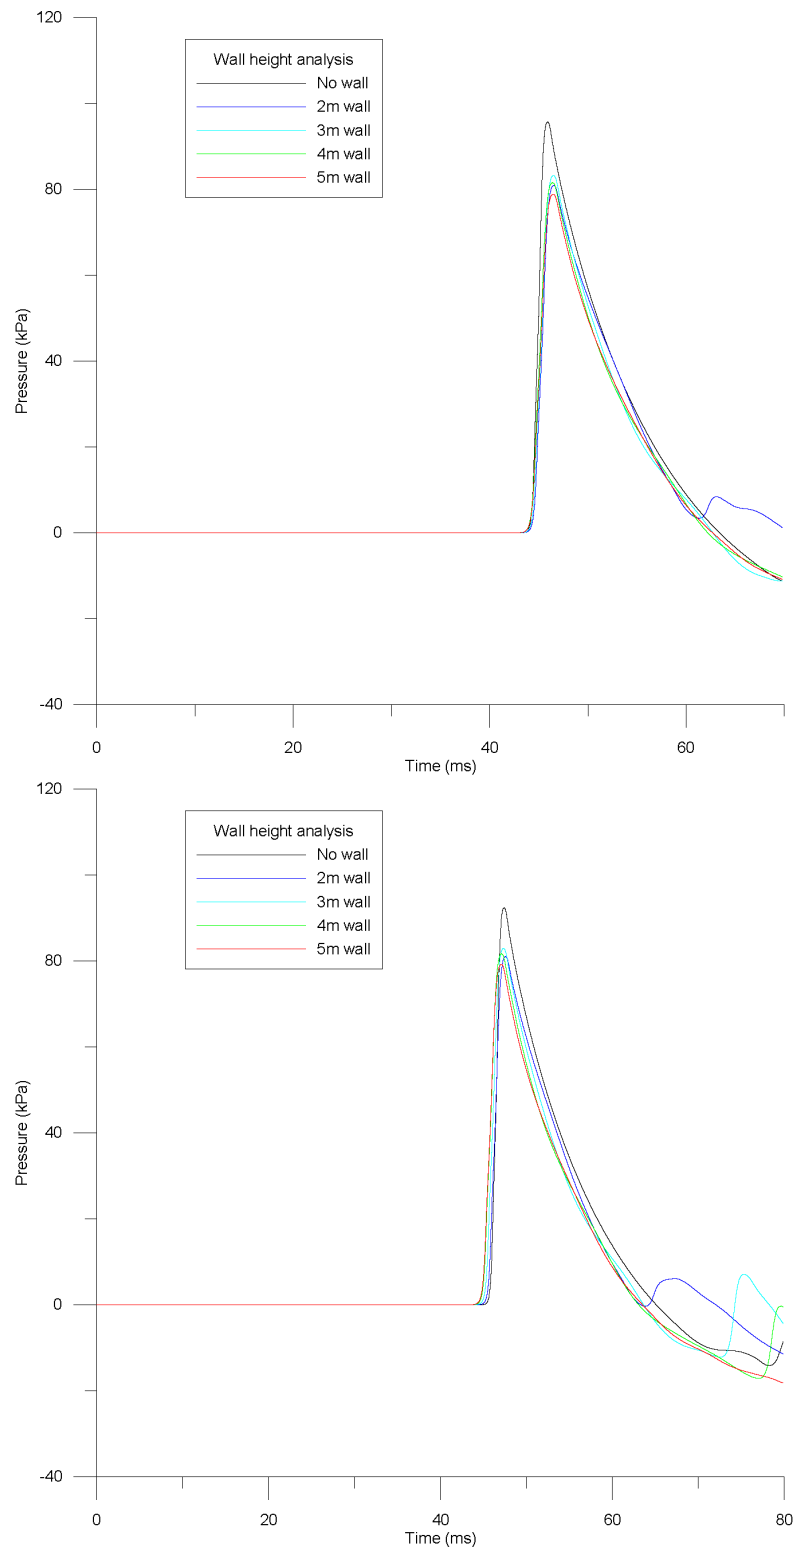 120
Wall height analysis
No wall
2m wall
3m wall
4m wall
5m wall
80
40
0
-40
Pressure (kPa)
0 20 40 60
Time (ms)
120
Wall height analysis
No wall
2m wall
3m wall
4m wall
5m wall
80
40
0
-40
Pressure (kPa)
0 20 40 60 80
Time (ms)